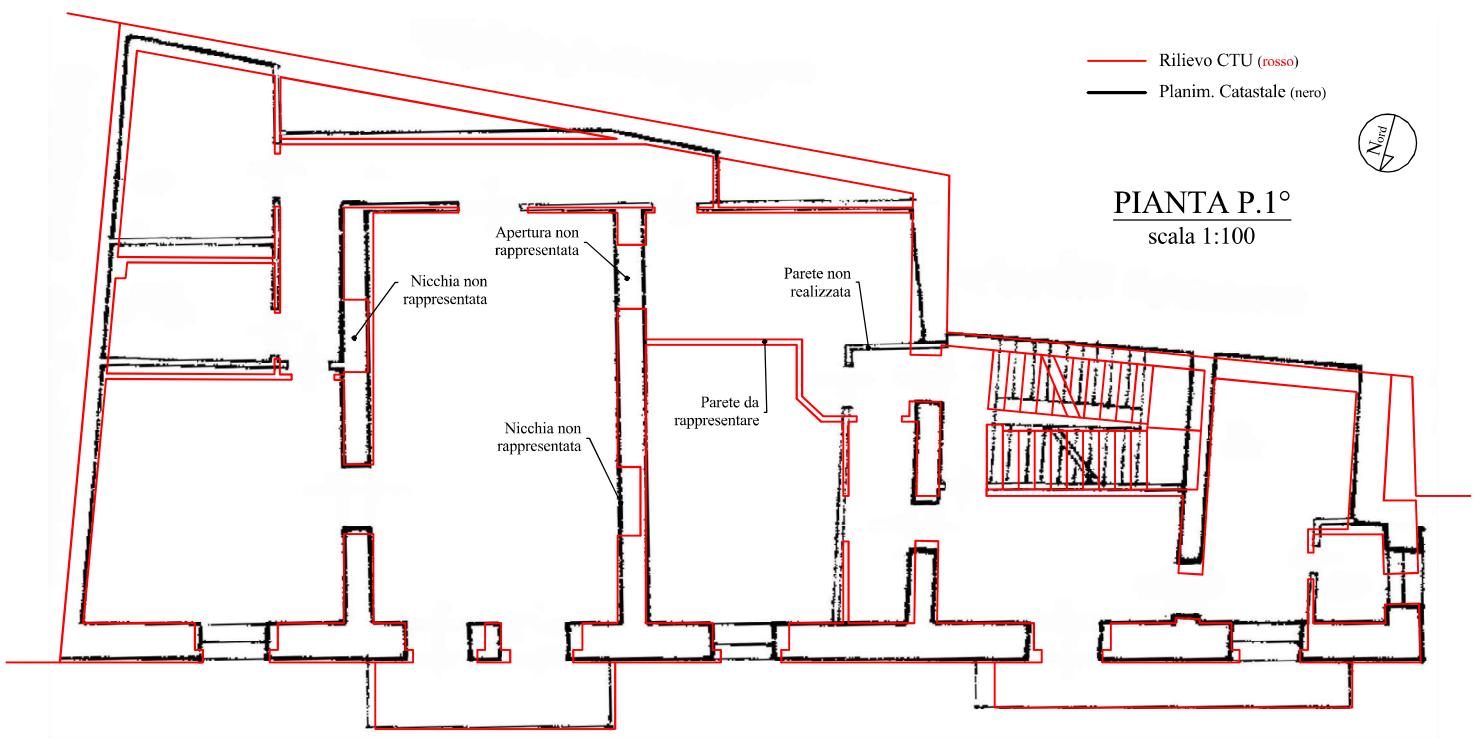 Rilievo CTU (rosso)
Planim. Catastale (nero)
Nord
PIANTA P.1°
scala 1:100
Apertura non
rappresentata
Nicchia non
rappresentata
Parete non
realizzata
Parete da
rappresentare
Nicchia non
rappresentata